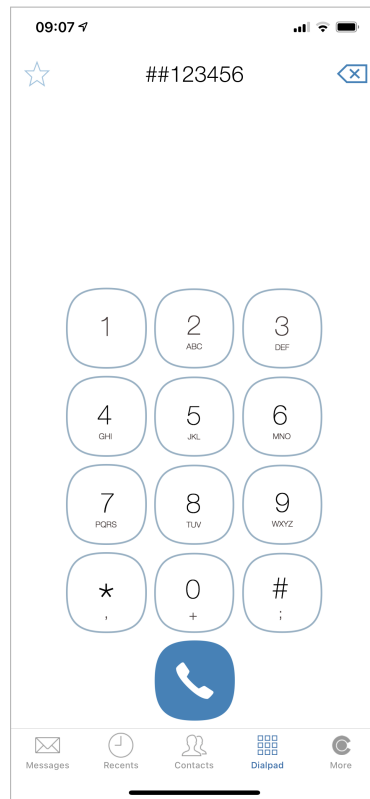 09:07
##123456
1 2 3
ABC DEF
4 5 6
GHI JKL MNO
7 8 9
PQRS TUV WXYZ
* 0 #
, + ;
Messages Recents Contacts Dialpad More